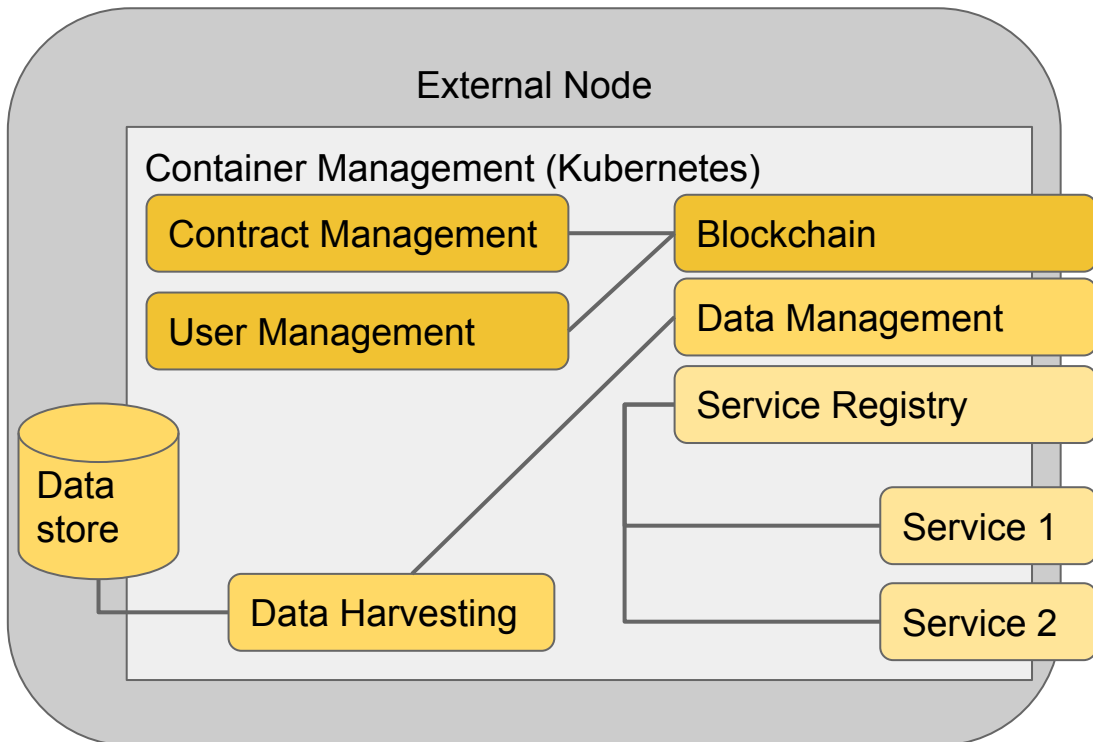 External Node
Container Management (Kubernetes)
Contract Management
Blockchain
User Management
Data Management
Service Registry
Data
store
Service 1
Data Harvesting
Service 2